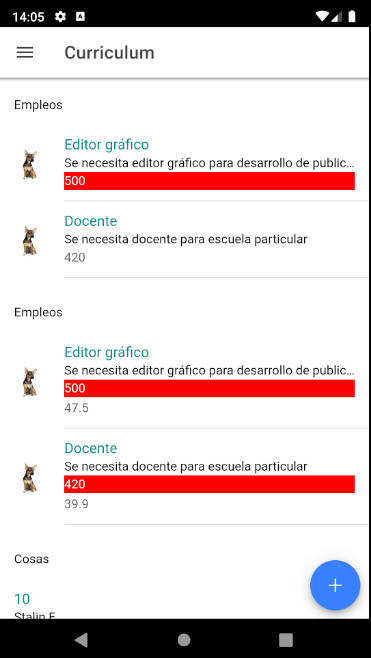 14:05
Curriculum
Empleos
Editor gráfico
Se necesita editor gráfico para desarrollo de public...
500
Docente
Se necesita docente para escuela particular
420
Empleos
Editor gráfico
Se necesita editor gráfico para desarrollo de public...
500
47.5
Docente
Se necesita docente para escuela particular
420
39.9
Cosas
10
Stalin F